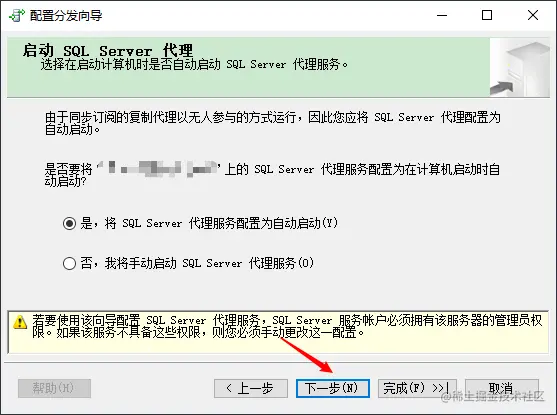 配置分发向导
启动 SQL Server 代理
选择在启动计算机时是否自动启动 SQL Server 代理服务。
由于同步订阅的复制代理以无人参与的方式运行，因此您应将 SQL Server 代理配置为
自动启动。
是否要将“ ”上的 SQL Server 代理服务配置为在计算机启动时自
动启动?
是，将 SQL Server 代理服务配置为自动启动(Y)
否，我将手动启动 SQL Server 代理服务(O)
若要使用该向导配置 SQL Server 代理服务，SQL Server 服务帐户必须拥有该服务器的管理员权
限。如果该服务不具备这些权限，则您必须手动更改这一配置。
帮助(H)
< 上一步
下一步(N)
完成(F) >>|
取消
@稀土掘金技术社区